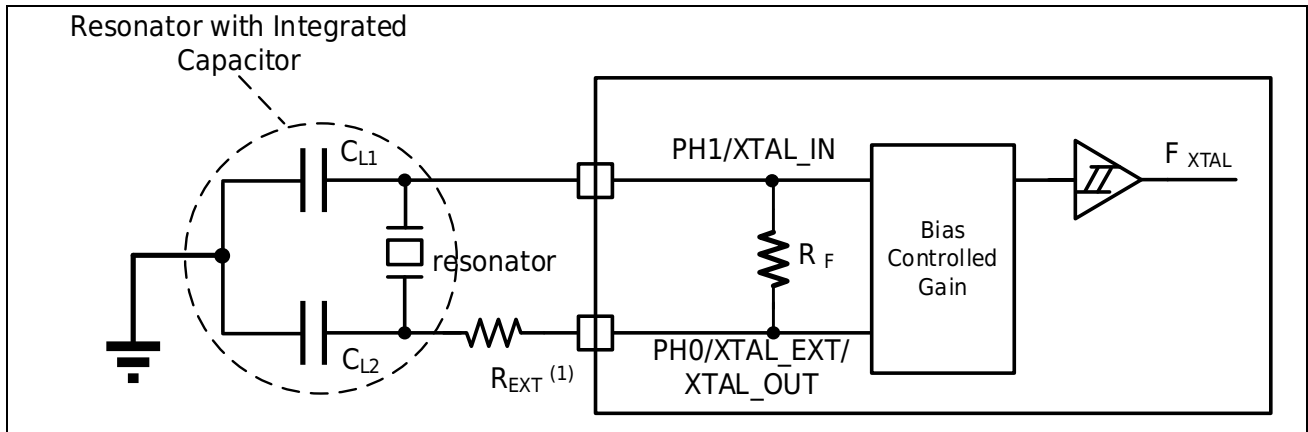 Resonator with Integrated
Capacitor
CL1
PH1/XTAL_IN
F XTAL
Bias
Controlled
Gain
R F
resonator
CL2
REXT (1)
PH0/XTAL_EXT/
XTAL_OUT